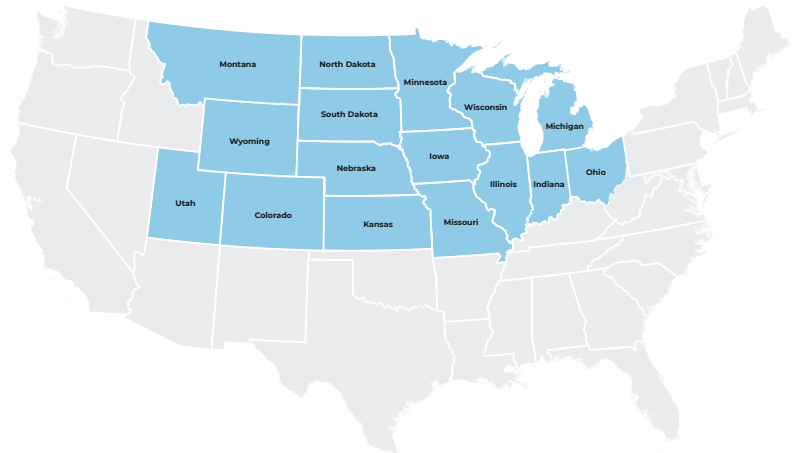 Montana
North Dakota
Minnesota
Wisconsin
South Dakota
Michigan
Wyoming
Iowa
Nebraska
Ohio
Illinois
Indiana
Utah
Colorado
Missouri
Kansas